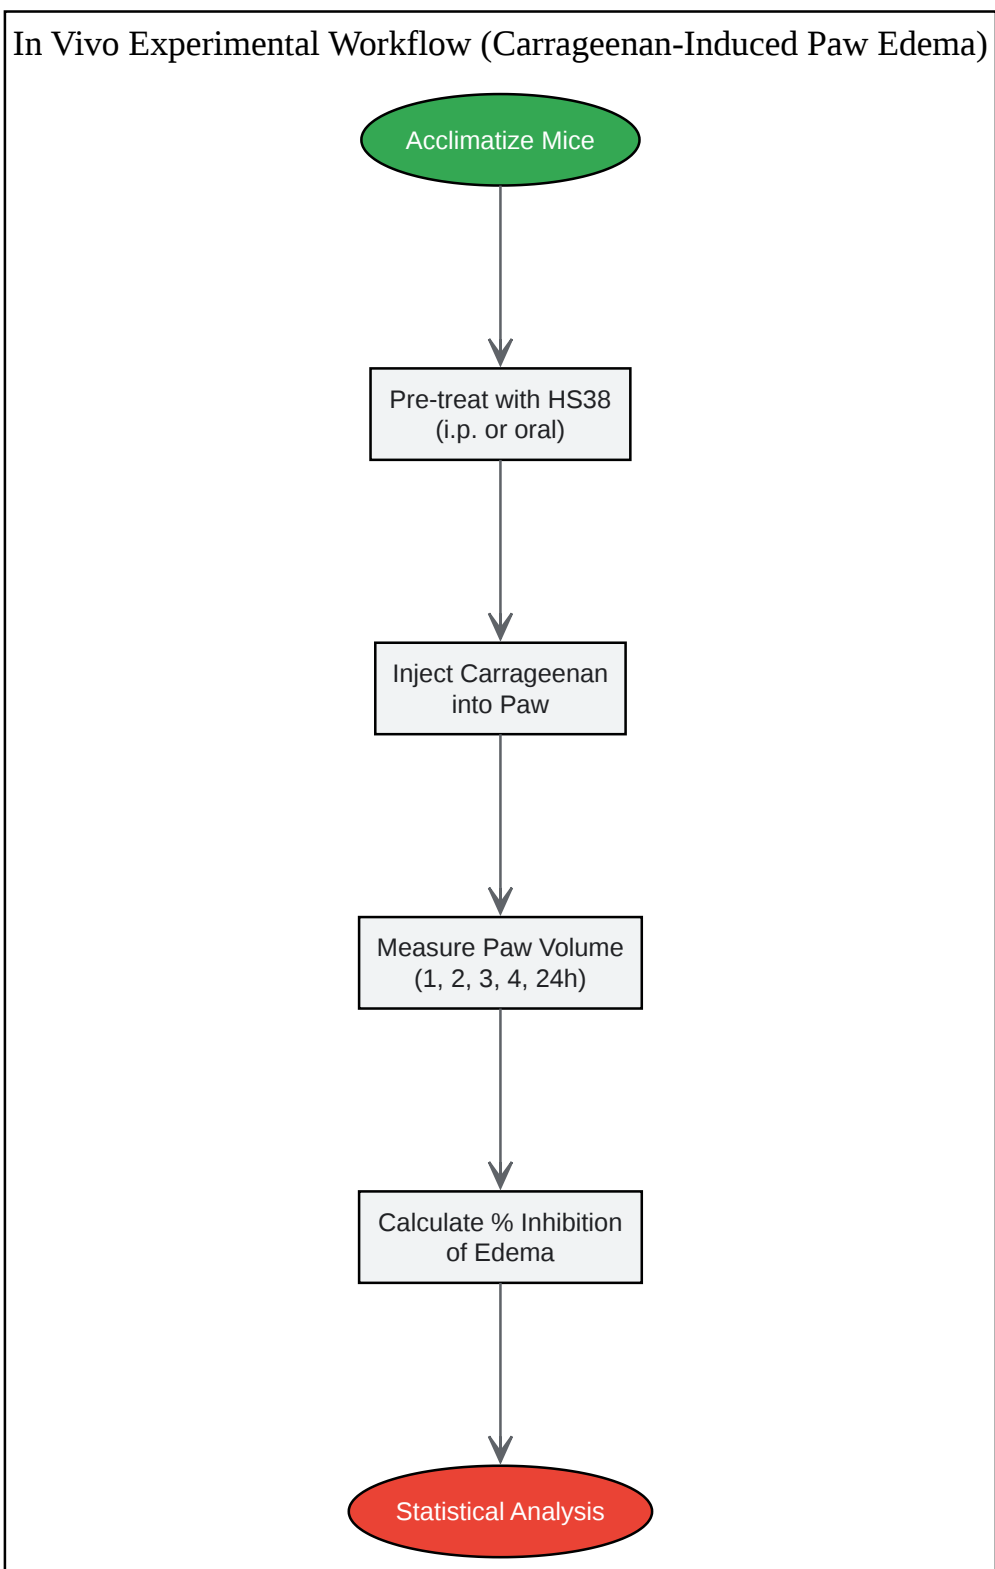 In Vivo Experimental Workflow (Carrageenan-Induced Paw Edema)
Acclimatize Mice
Pre-treat with HS38
(i.p. or oral)
Inject Carrageenan
into Paw
Measure Paw Volume
(1, 2, 3, 4, 24h)
Calculate % Inhibition
of Edema
Statistical Analysis